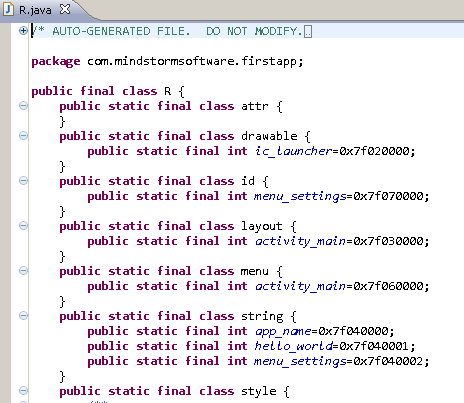 R.java
/* AUTO-GENERATED FILE.  DO NOT MODIFY.
package com.mindstormsoftware.firstapp;
public final class R {
    public static final class attr {
    }
    public static final class drawable {
        public static final int ic_launcher=0x7f020000;
    }
    public static final class id {
        public static final int menu_settings=0x7f070000;
    }
    public static final class layout {
        public static final int activity_main=0x7f030000;
    }
    public static final class menu {
        public static final int activity_main=0x7f060000;
    }
    public static final class string {
        public static final int app_name=0x7f040000;
        public static final int hello_world=0x7f040001;
        public static final int menu_settings=0x7f040002;
    }
    public static final class style {